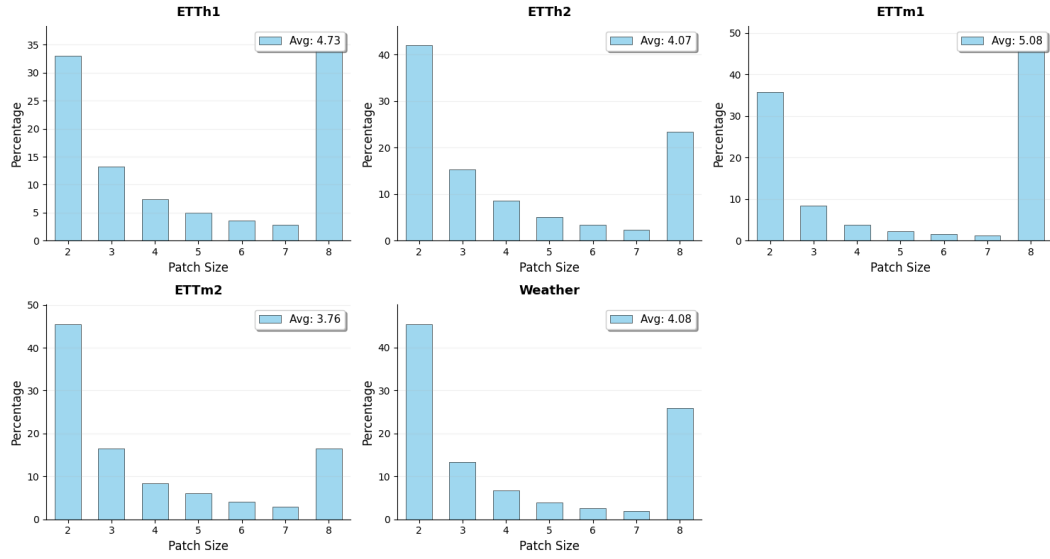 ETTh1
Avg: 4.73
Percentage
35
30
25
20
15
10
5
0
2 3 4 5 6 7 8
Patch Size
ETTh2
Avg: 4.07
Percentage
40
30
20
10
0
2 3 4 5 6 7 8
Patch Size
ETTm1
Avg: 5.08
Percentage
50
40
30
20
10
0
2 3 4 5 6 7 8
Patch Size
ETTm2
Avg: 3.76
Percentage
50
40
30
20
10
0
2 3 4 5 6 7 8
Patch Size
Weather
Avg: 4.08
Percentage
40
30
20
10
0
2 3 4 5 6 7 8
Patch Size